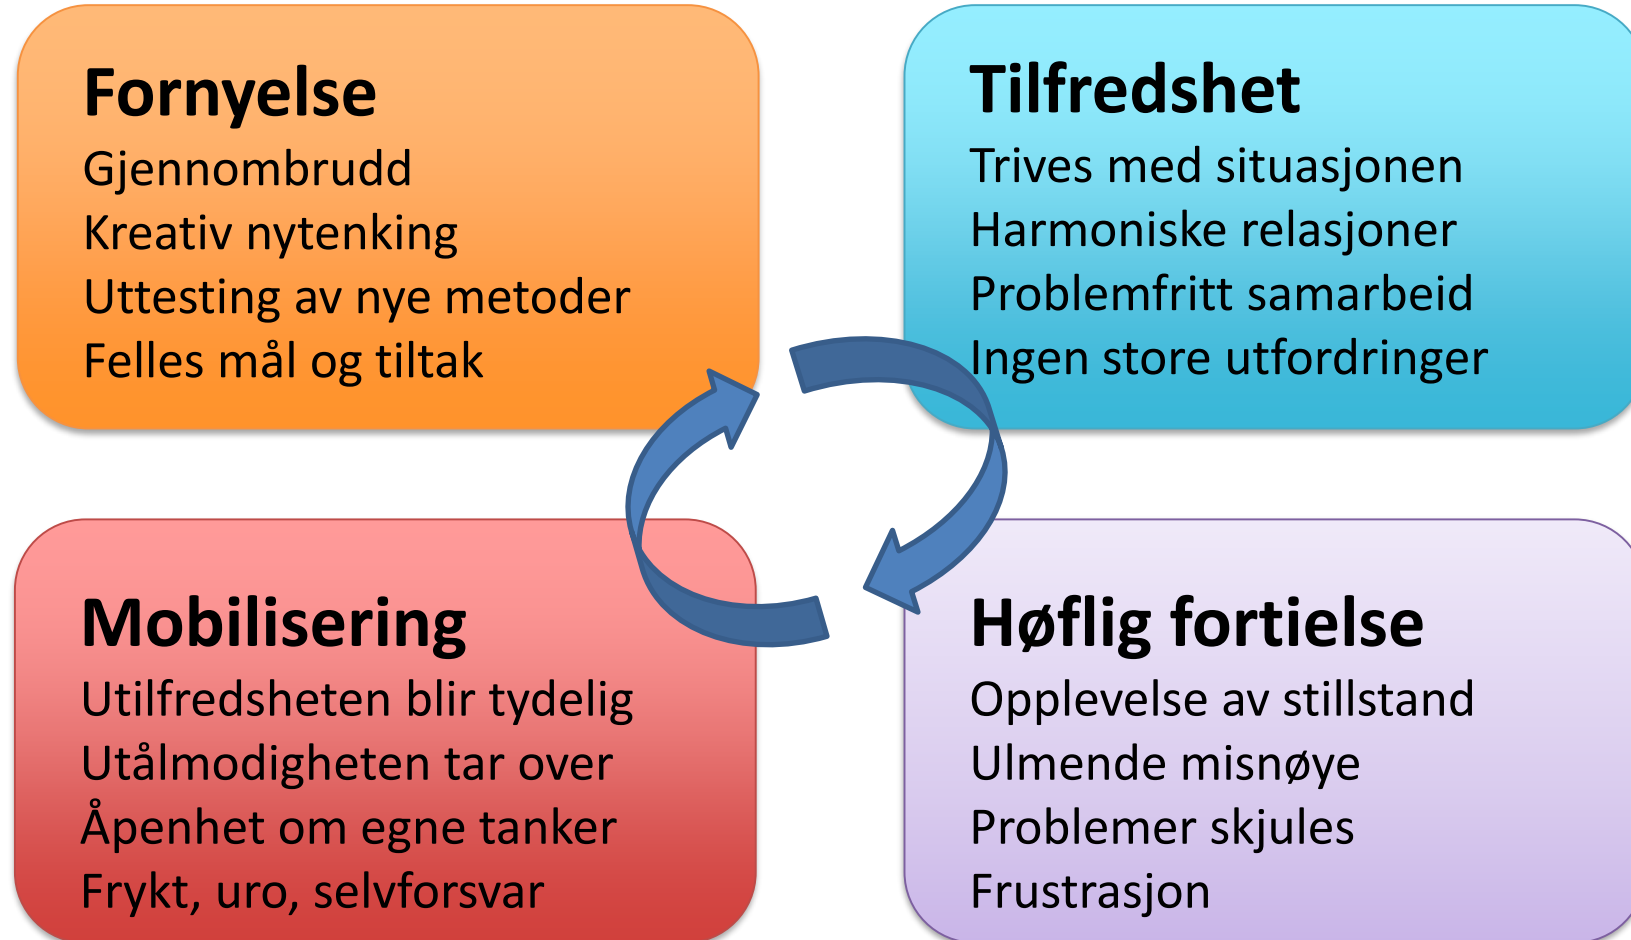 Fornyelse
Gjennombrudd
Kreativ nytenking
Uttesting av nye metoder
Felles mål og tiltak
Tilfredshet
Trives med situasjonen
Harmoniske relasjoner
Problemfritt samarbeid
Ingen store utfordringer
Mobilisering
Utilfredsheten blir tydelig
Utålmodigheten tar over
Åpenhet om egne tanker
Frykt, uro, selvforsvar
Høflig fortielse
Opplevelse av stillstand
Ulmende misnøye
Problemer skjules
Frustrasjon